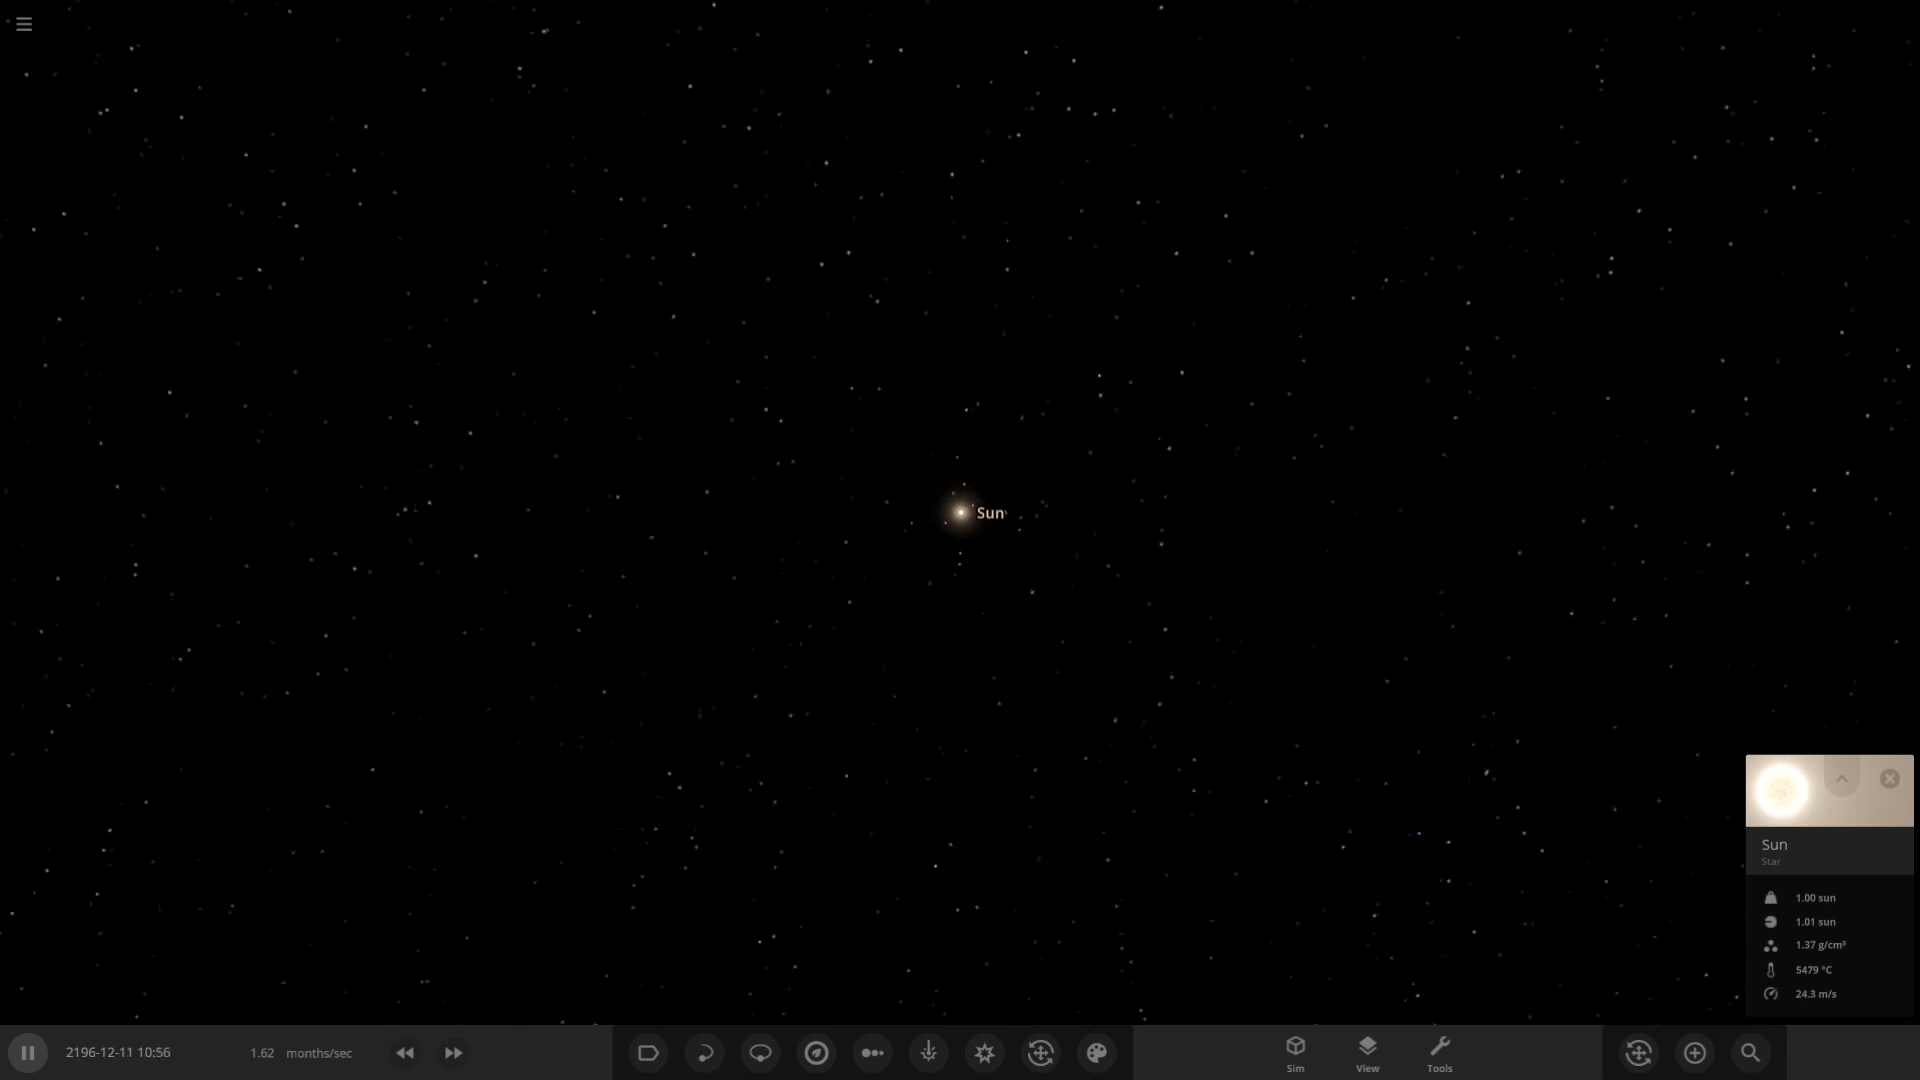 Sun
Sun
Star
1.00 sun
1.01 sun
1.37 g/cm³
5479 °C
24.3 m/s
2196-12-11 10:56
1.62 months/sec
Sim
View
Tools